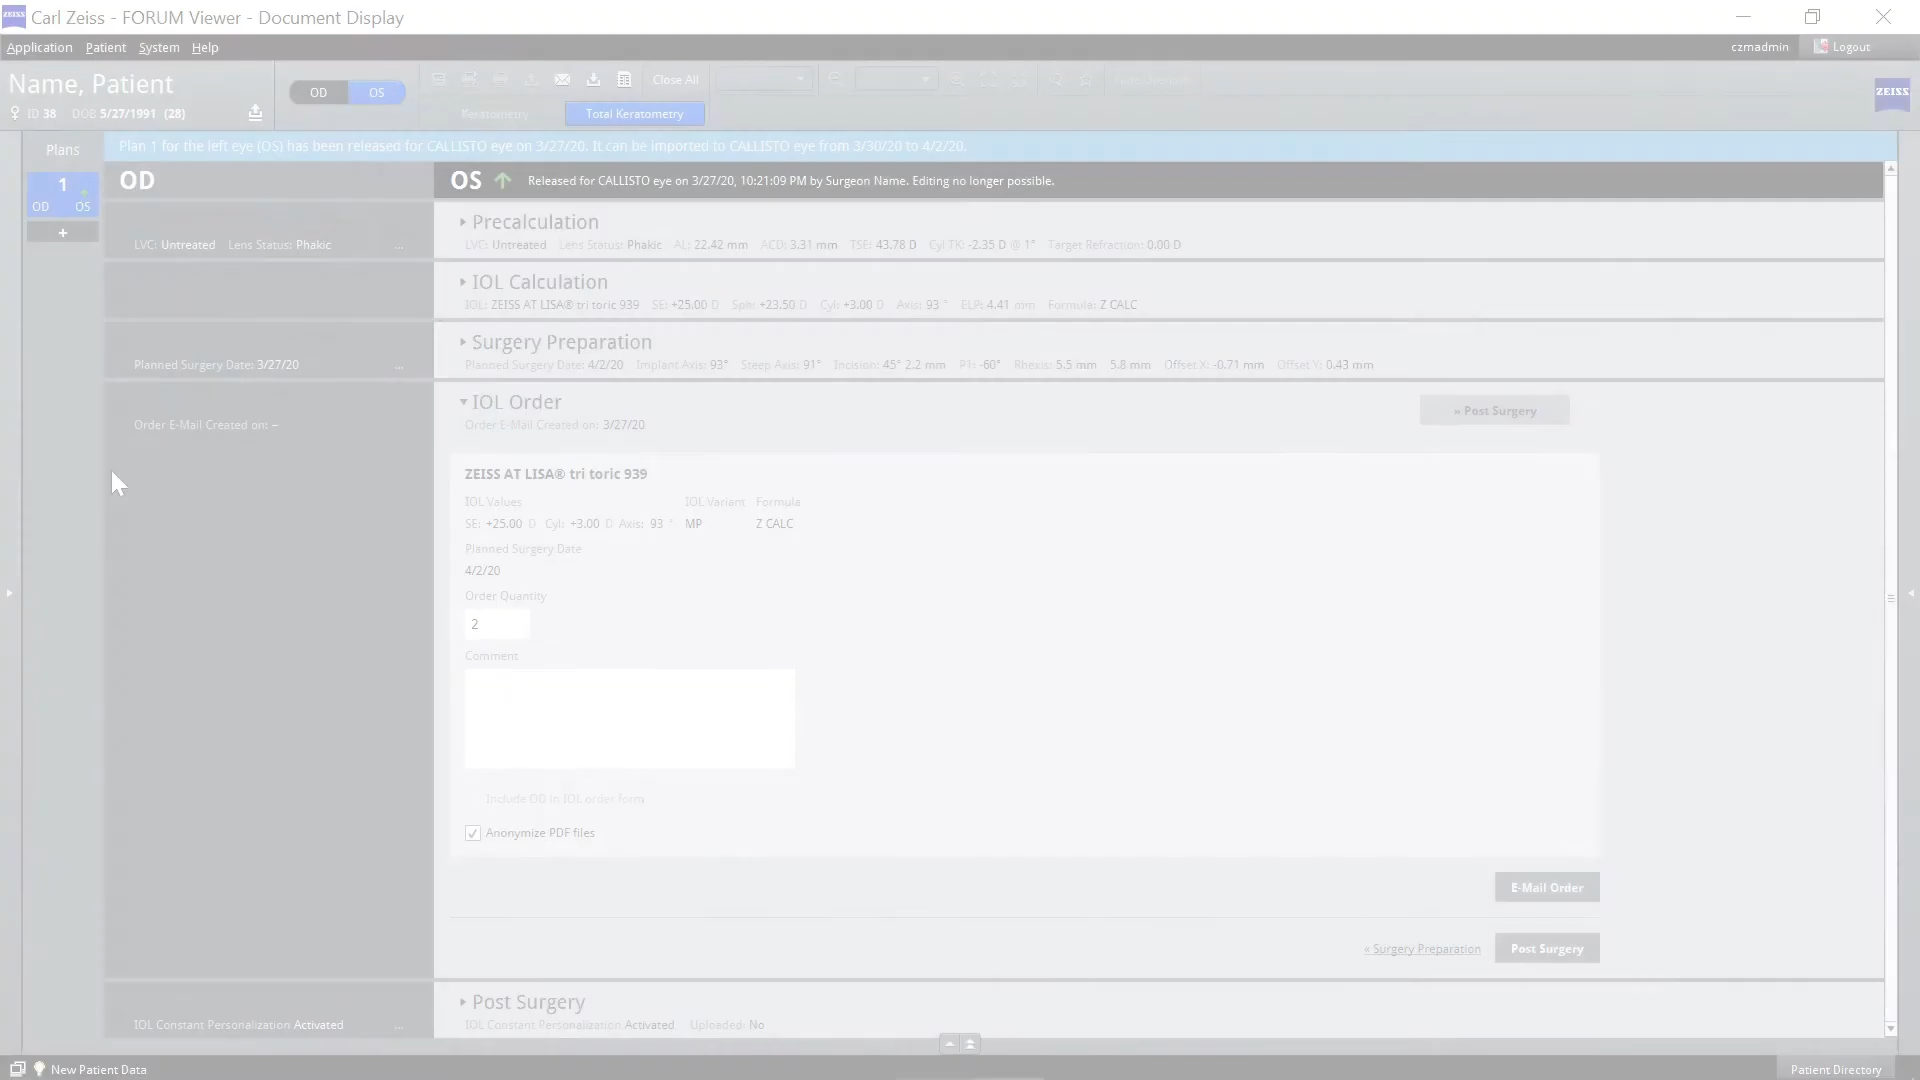 ZEISS Carl Zeiss - FORUM Viewer - Document Display
Application Patient System Help czmadmin Logout
Name, Patient
OD OS
Close All
ZEISS
ID 38 DOB 5/27/1991 (28)
Keratometry Total Keratometry
Plans
Plan 1 for the left eye (OS) has been released for CALLISTO eye on 3/27/20. It can be imported to CALLISTO eye from 3/30/20 to 4/2/20.
1
OD OS
+
OD
OS Released for CALLISTO eye on 3/27/20, 10:21:09 PM by Surgeon Name. Editing no longer possible.
Precalculation
LVC: Untreated Lens Status: Phakic ...
LVC: Untreated Lens Status: Phakic AL: 22.42 mm ACD: 3.31 mm TSE: 43.78 D Cyl TK: -2.35 D @ 1° Target Refraction: 0.00 D
IOL Calculation
IOL: ZEISS AT LISA® tri toric 939 SE: +25.00 D Sph: +23.50 D Cyl: +3.00 D Axis: 93 ° ELP: 4.41 mm Formula: Z CALC
Surgery Preparation
Planned Surgery Date: 3/27/20 ...
Planned Surgery Date: 4/2/20 Implant Axis: 93° Steep Axis: 91° Incision: 45° 2.2 mm P1: -60° Rhexis: 5.5 mm 5.8 mm Offset X: -0.71 mm Offset Y: 0.43 mm
IOL Order
» Post Surgery
Order E-Mail Created on: –
Order E-Mail Created on: 3/27/20
ZEISS AT LISA® tri toric 939
IOL Values IOL Variant Formula
SE: +25.00 D Cyl: +3.00 D Axis: 93 ° MP Z CALC
Planned Surgery Date
4/2/20
Order Quantity
2
Comment
Include OD in IOL order form
Anonymize PDF files
E-Mail Order
« Surgery Preparation Post Surgery
Post Surgery
IOL Constant Personalization Activated ...
IOL Constant Personalization Activated Uploaded: No
New Patient Data Patient Directory